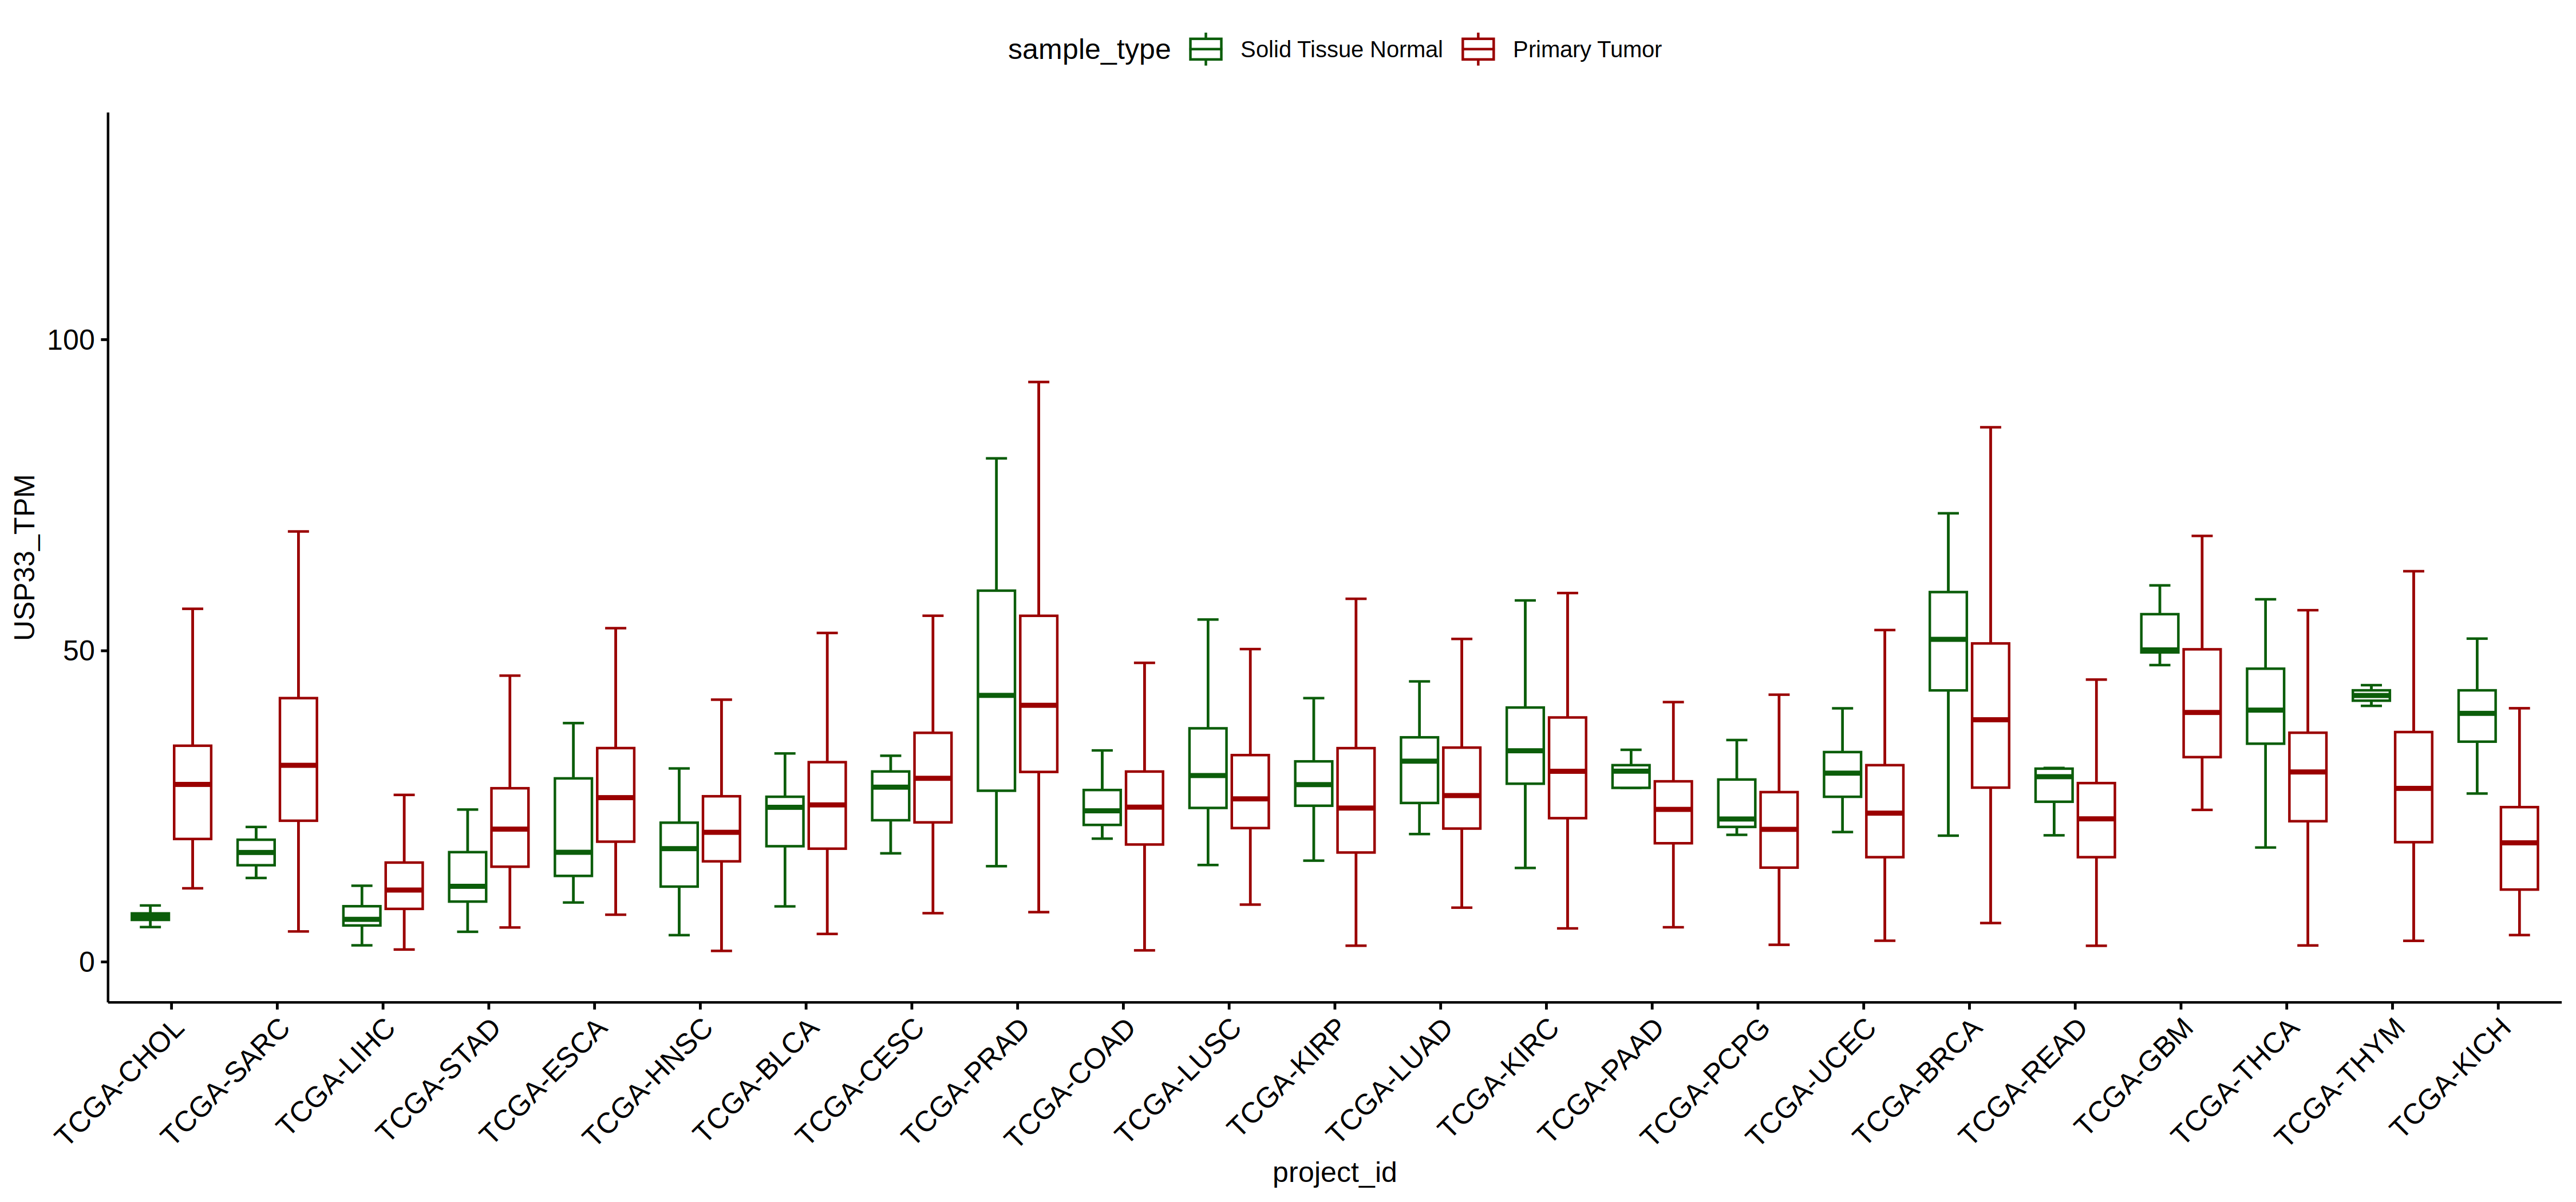 sample_type Solid Tissue Normal Primary Tumor
USP33_TPM
100
50
0
TCGA-CHOL
TCGA-SARC
TCGA-LIHC
TCGA-STAD
TCGA-ESCA
TCGA-HNSC
TCGA-BLCA
TCGA-CESC
TCGA-PRAD
TCGA-COAD
TCGA-LUSC
TCGA-KIRP
TCGA-LUAD
TCGA-KIRC
TCGA-PAAD
TCGA-PCPG
TCGA-UCEC
TCGA-BRCA
TCGA-READ
TCGA-GBM
TCGA-THCA
TCGA-THYM
TCGA-KICH
project_id